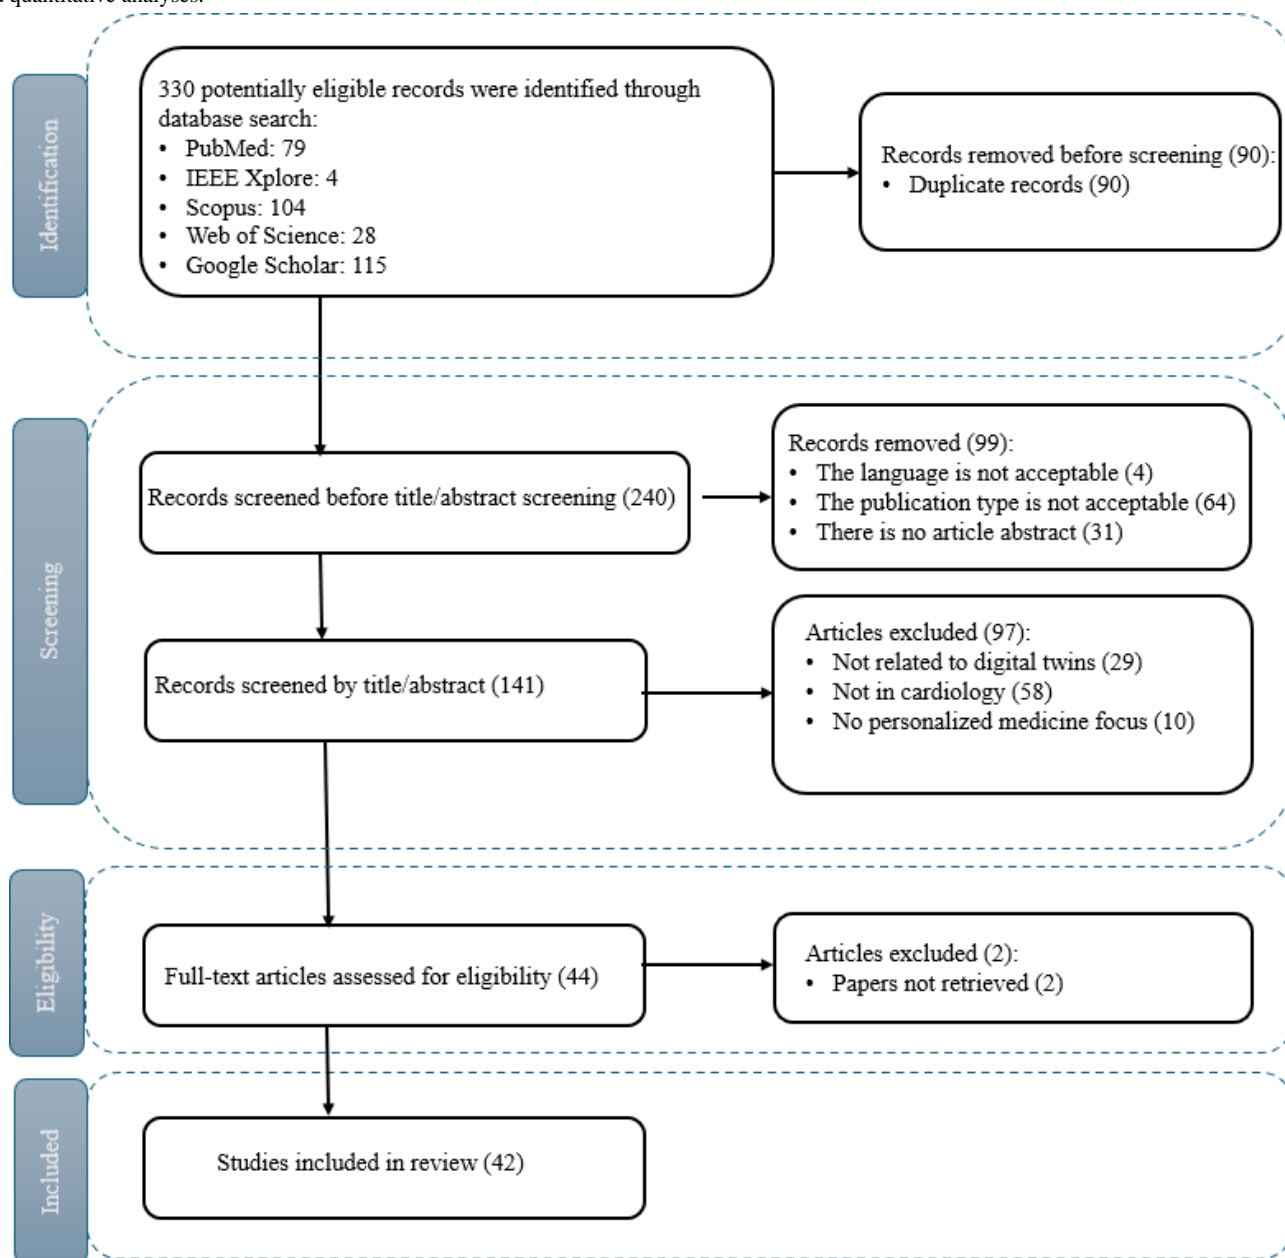 quantitative analyses.
Identification
330 potentially eligible records were identified through
database search:
• PubMed: 79
• IEEE Xplore: 4
• Scopus: 104
• Web of Science: 28
• Google Scholar: 115
Records removed before screening (90):
• Duplicate records (90)
Screening
Records screened before title/abstract screening (240)
Records removed (99):
• The language is not acceptable (4)
• The publication type is not acceptable (64)
• There is no article abstract (31)
Records screened by title/abstract (141)
Articles excluded (97):
• Not related to digital twins (29)
• Not in cardiology (58)
• No personalized medicine focus (10)
Eligibility
Full-text articles assessed for eligibility (44)
Articles excluded (2):
• Papers not retrieved (2)
Included
Studies included in review (42)